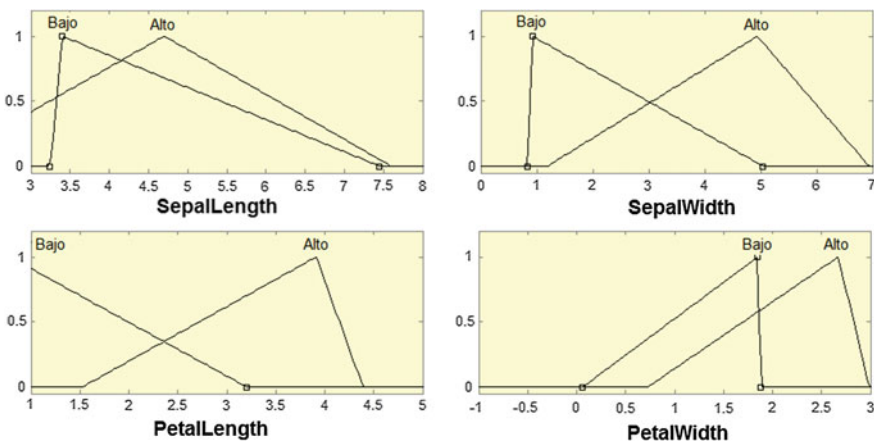 Bajo
Alto
1
0.5
0
3 3.5 4 4.5 5 5.5 6 6.5 7 7.5 8
SepalLength
Bajo
Alto
1
0.5
0
0 1 2 3 4 5 6 7
SepalWidth
Bajo
Alto
1
0.5
0
1 1.5 2 2.5 3 3.5 4 4.5 5
PetalLength
Bajo
Alto
1
0.5
0
-1 -0.5 0 0.5 1 1.5 2 2.5 3
PetalWidth